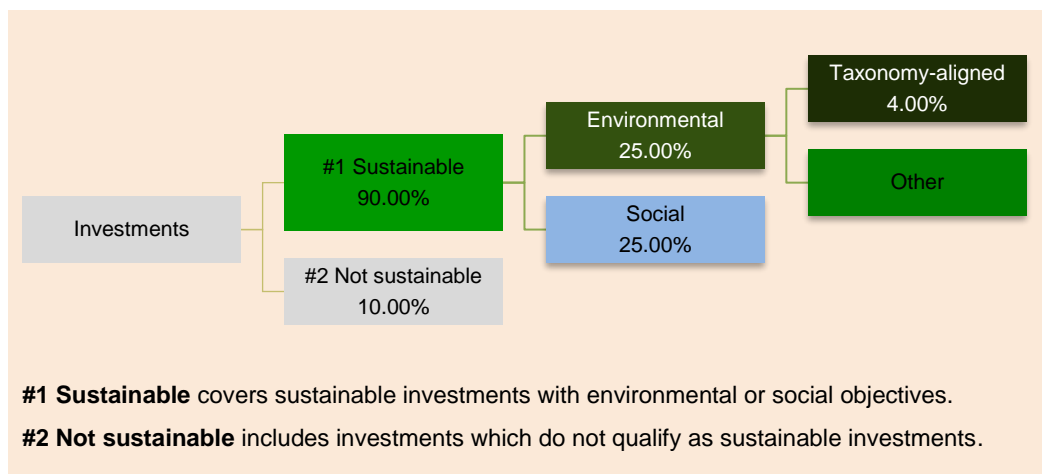 Investments
#1 Sustainable
90.00%
#2 Not sustainable
10.00%
Environmental
25.00%
Social
25.00%
Taxonomy-aligned
4.00%
Other
#1 Sustainable covers sustainable investments with environmental or social objectives.
#2 Not sustainable includes investments which do not qualify as sustainable investments.